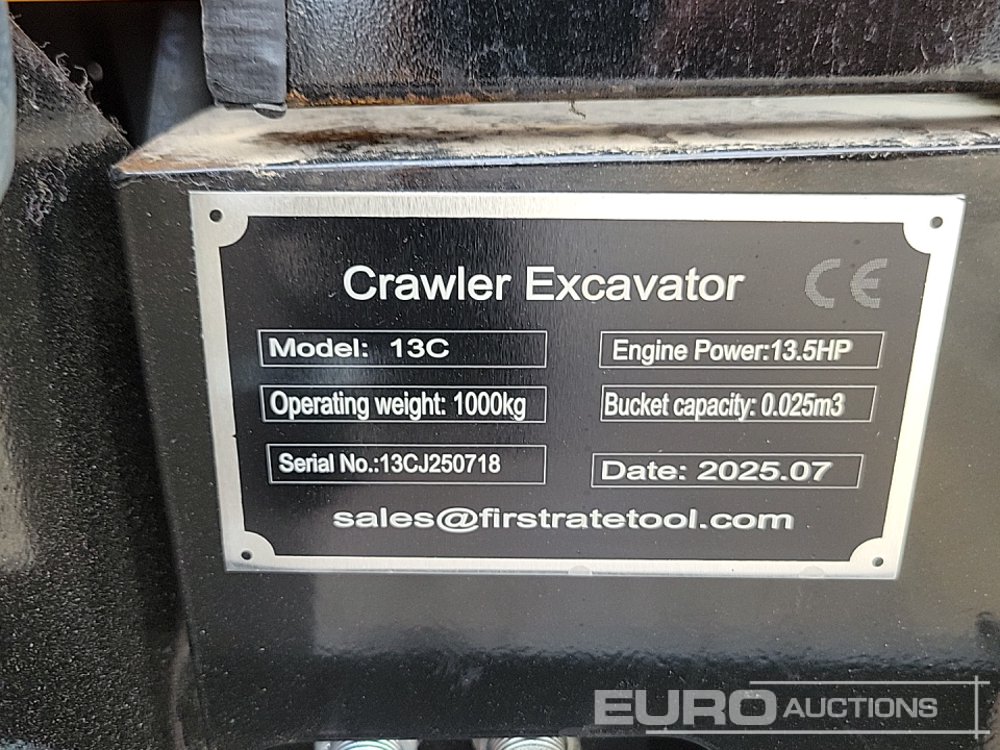 Crawler Excavator CE
Model: 13C
Engine Power:13.5HP
Operating weight: 1000kg
Bucket capacity: 0.025m3
Serial No.:13CJ250718
Date: 2025.07
sales@firstratetool.com
EURO AUCTIONS